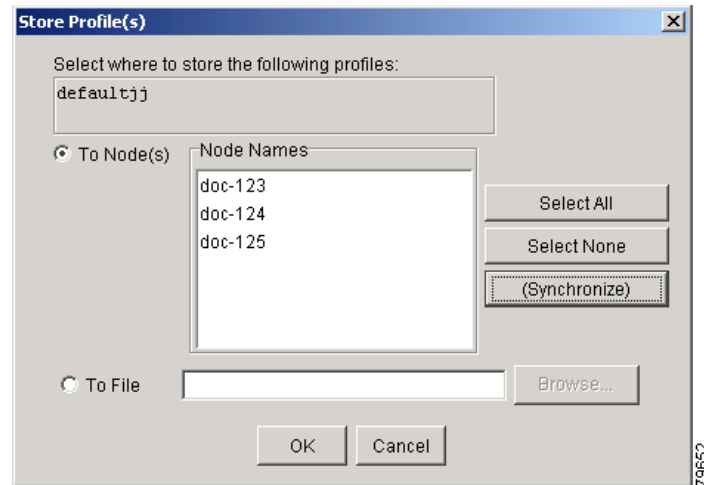 Store Profile(s)
Select where to store the following profiles:
defaultjj
To Node(s)
Node Names
doc-123
doc-124
doc-125
Select All
Select None
(Synchronize)
To File
Browse...
OK
Cancel
79652